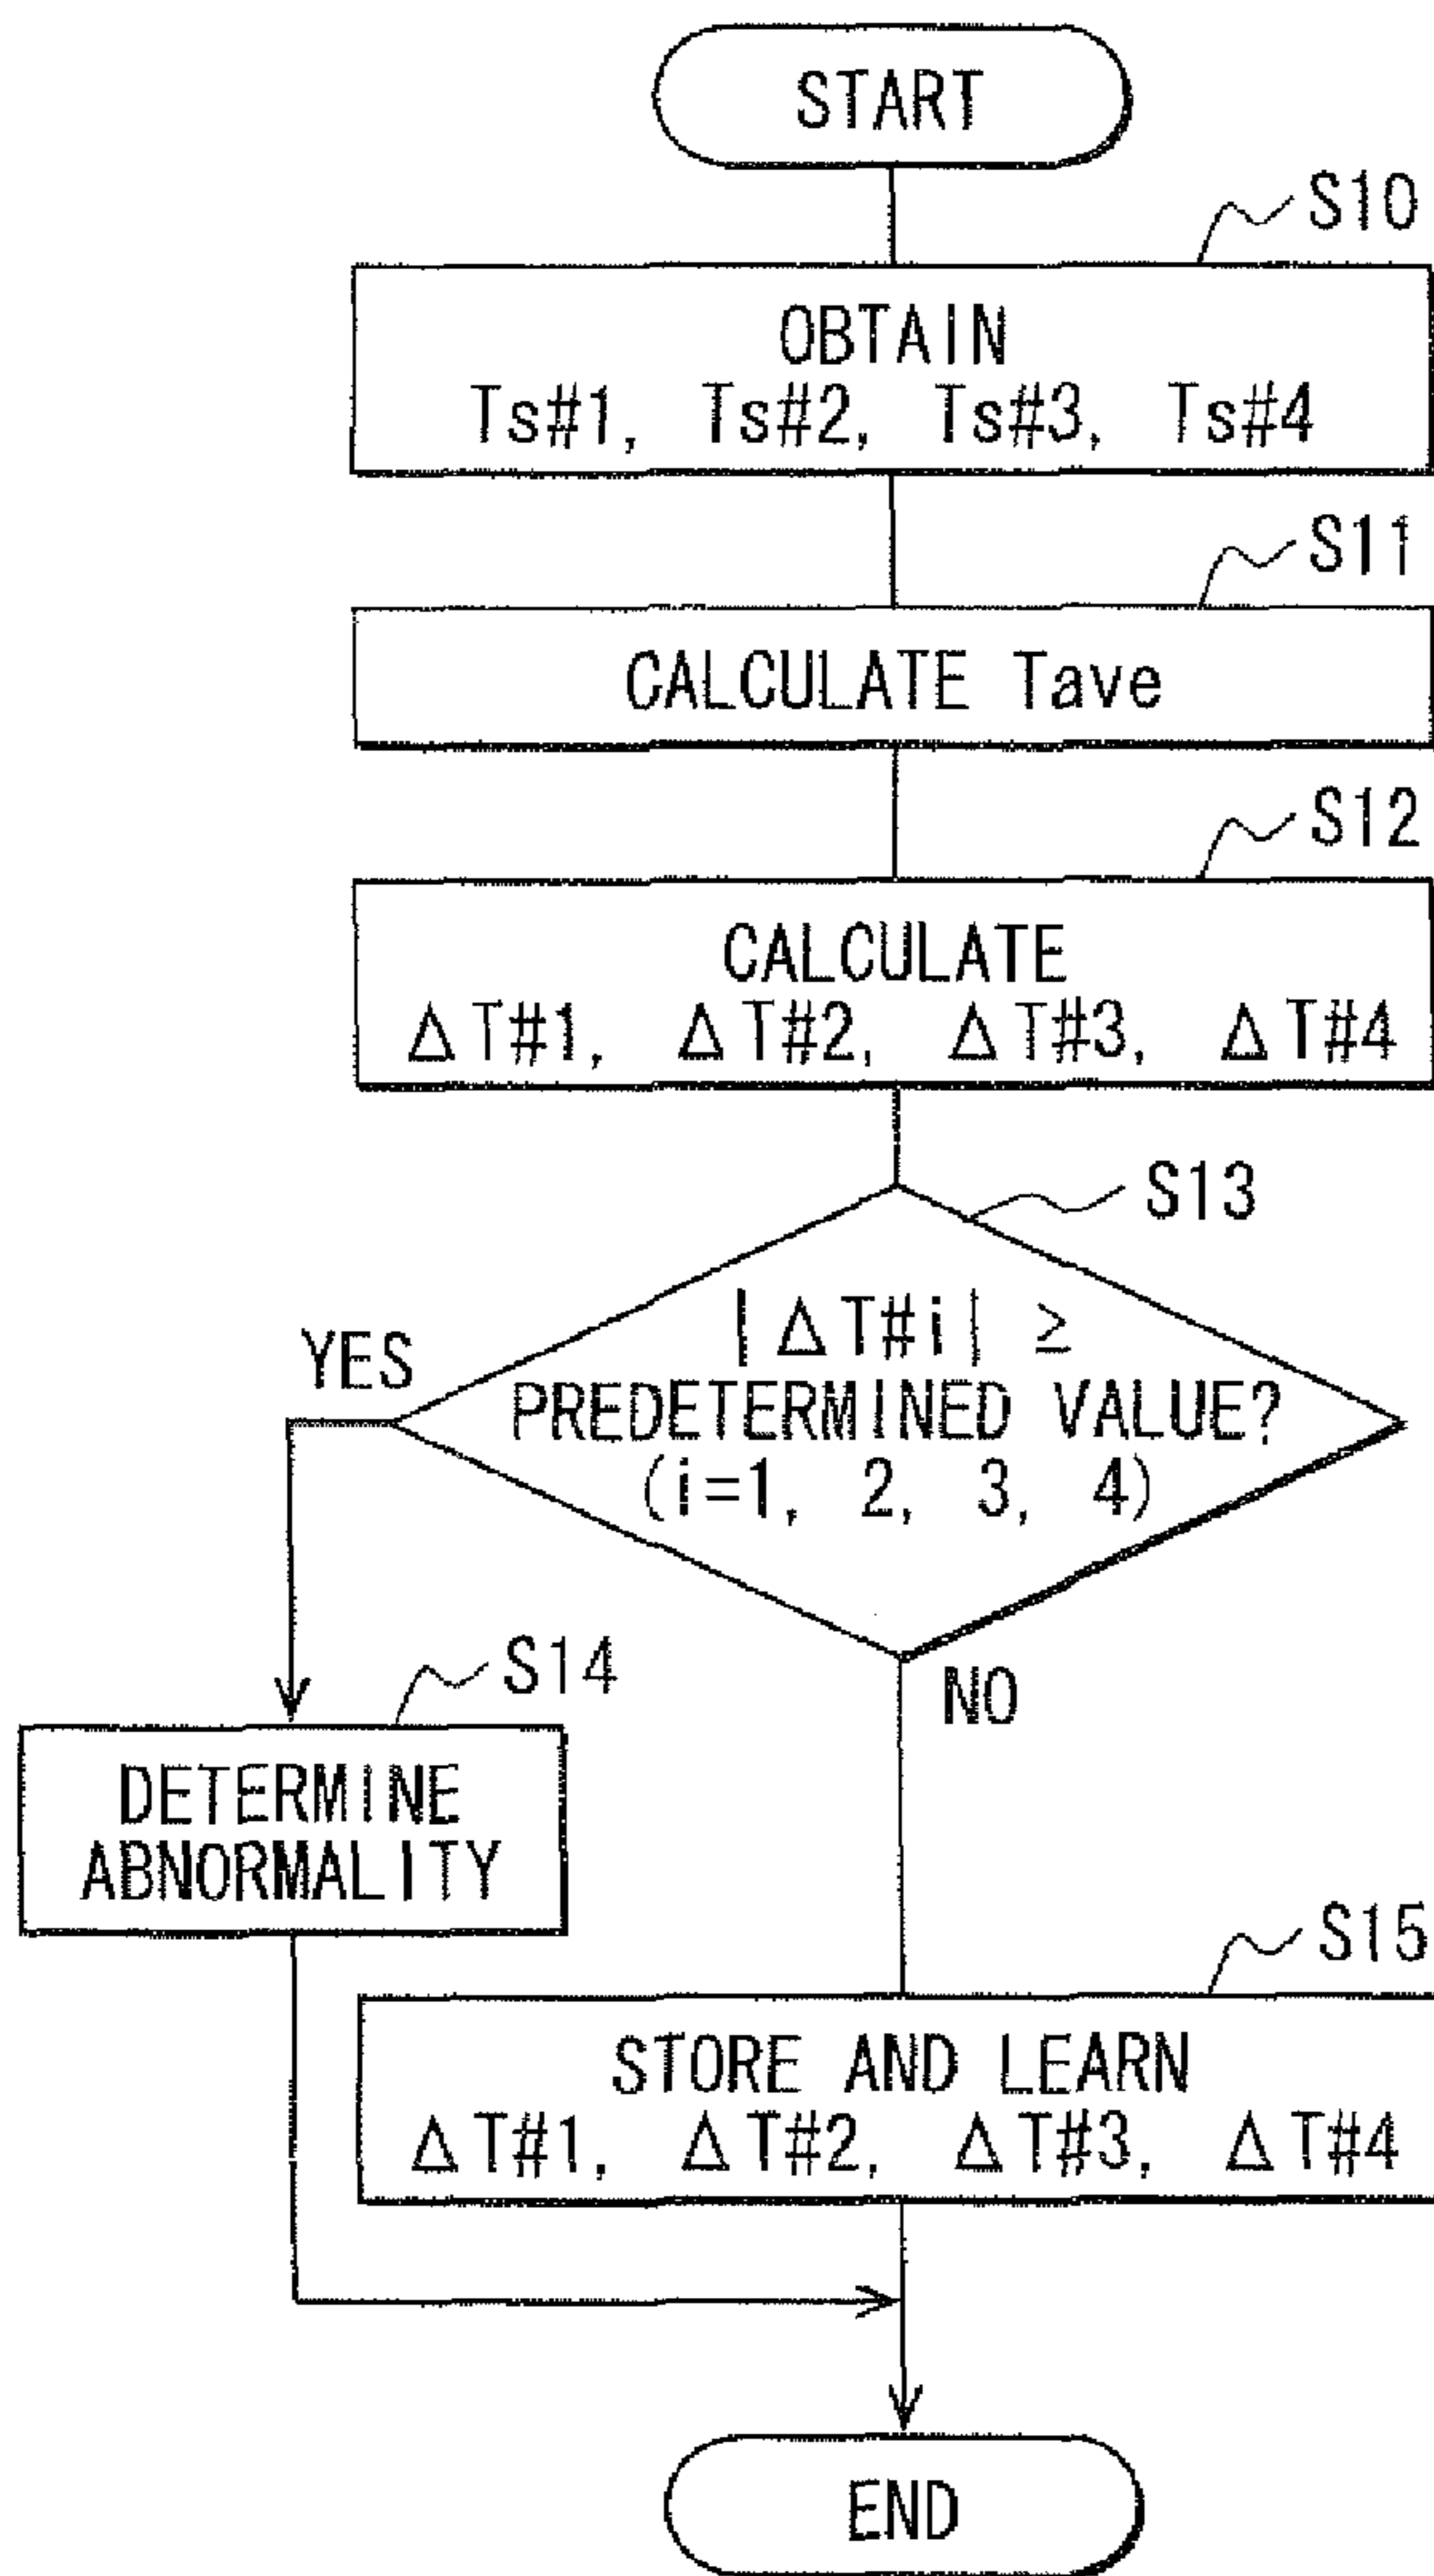 START
S10
OBTAIN
Ts#1, Ts#2, Ts#3, Ts#4
S11
CALCULATE Tave
S12
CALCULATE
ΔT#1, ΔT#2, ΔT#3, ΔT#4
S13
|ΔT#i| ≥
YES
PREDETERMINED VALUE?
(i=1, 2, 3, 4)
S14
NO
DETERMINE
ABNORMALITY
S15
STORE AND LEARN
ΔT#1, ΔT#2, ΔT#3, ΔT#4
END